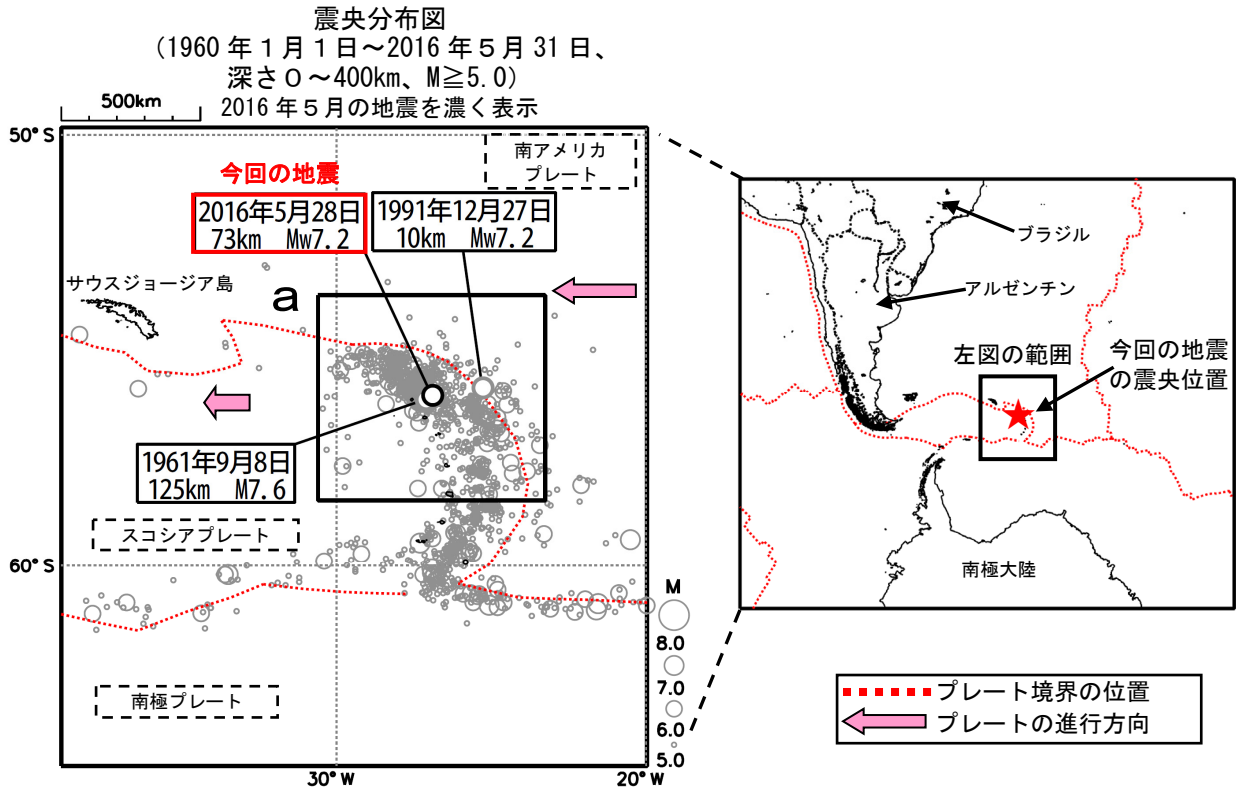 震央分布図
(1960年1月1日～2016年5月31日、
深さ0～400km、M≧5.0)
2016年5月の地震を濃く表示
500km
50°S
南アメリカ
プレート
今回の地震
2016年5月28日
73km Mw7.2
1991年12月27日
10km Mw7.2
サウスジョージア島
a
1961年9月8日
125km M7.6
スコシアプレート
60°S
南極プレート
M
8.0
7.0
6.0
5.0
30°W
20°W
ブラジル
アルゼンチン
左図の範囲
今回の地震
の震央位置
南極大陸
プレート境界の位置
プレートの進行方向